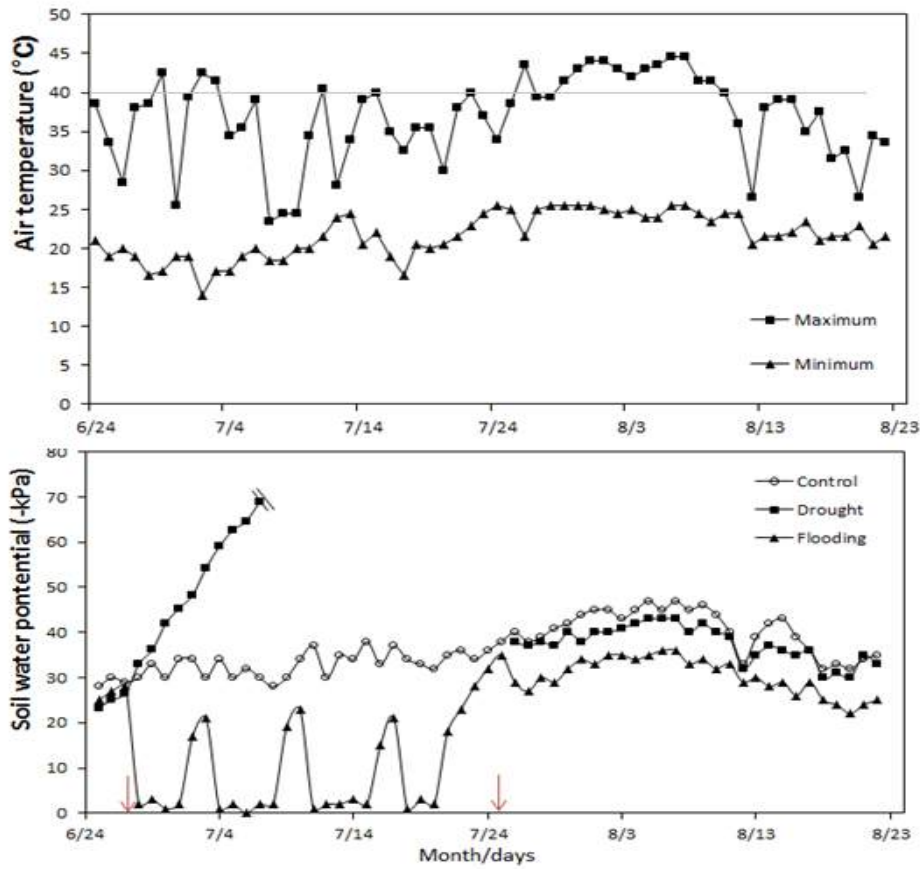 Air temperature (°C)
50
45
40
35
30
25
20
15
10
5
0
Maximum
Minimum
6/24 7/4 7/14 7/24 8/3 8/13 8/23
Soil water pontential (-kPa)
80
70
60
50
40
30
20
10
0
Control
Drought
Flooding
6/24 7/4 7/14 7/24 8/3 8/13 8/23
Month/days